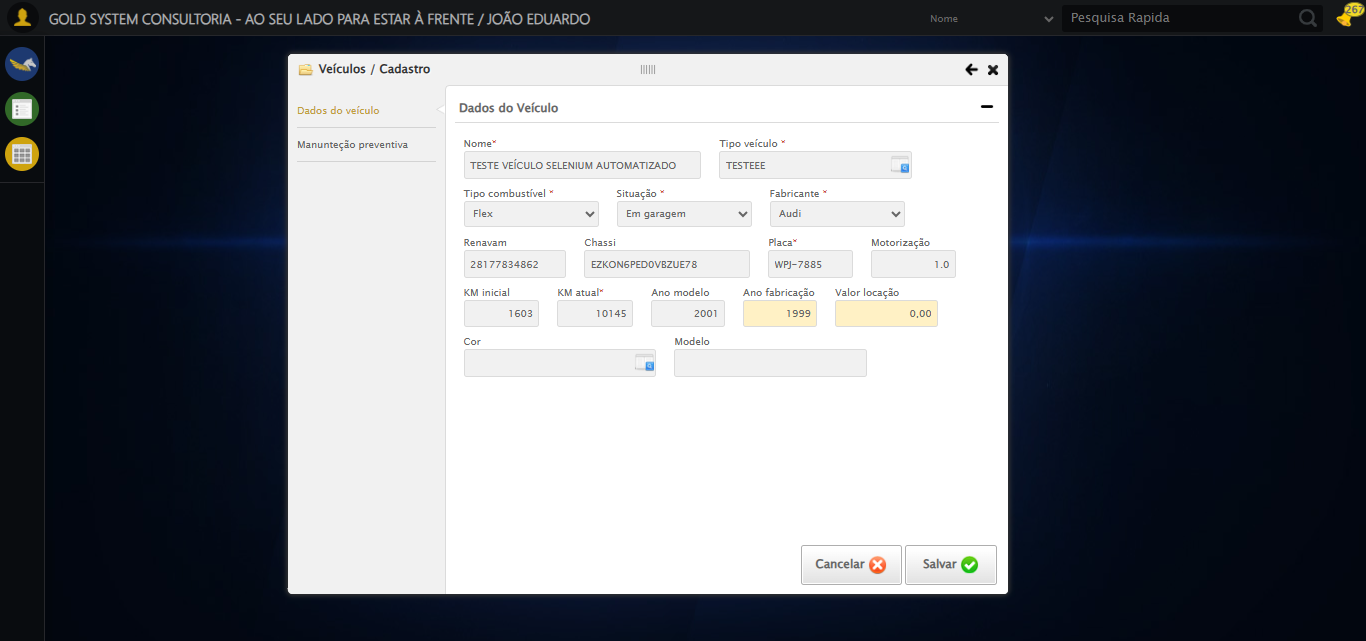 GOLD SYSTEM CONSULTORIA - AO SEU LADO PARA ESTAR À FRENTE / JOÃO EDUARDO
Nome
Pesquisa Rapida
267
Veículos / Cadastro
Dados do veículo
Manunteção preventiva
Dados do Veículo
Nome* Tipo veículo *
TESTE VEÍCULO SELENIUM AUTOMATIZADO TESTEEE
Tipo combustível * Situação * Fabricante *
Flex Em garagem Audi
Renavam Chassi Placa* Motorização
28177834862 EZKON6PED0VBZUE78 WPJ-7885 1.0
KM inicial KM atual* Ano modelo Ano fabricação Valor locação
1603 10145 2001 1999 0,00
Cor Modelo
Cancelar Salvar